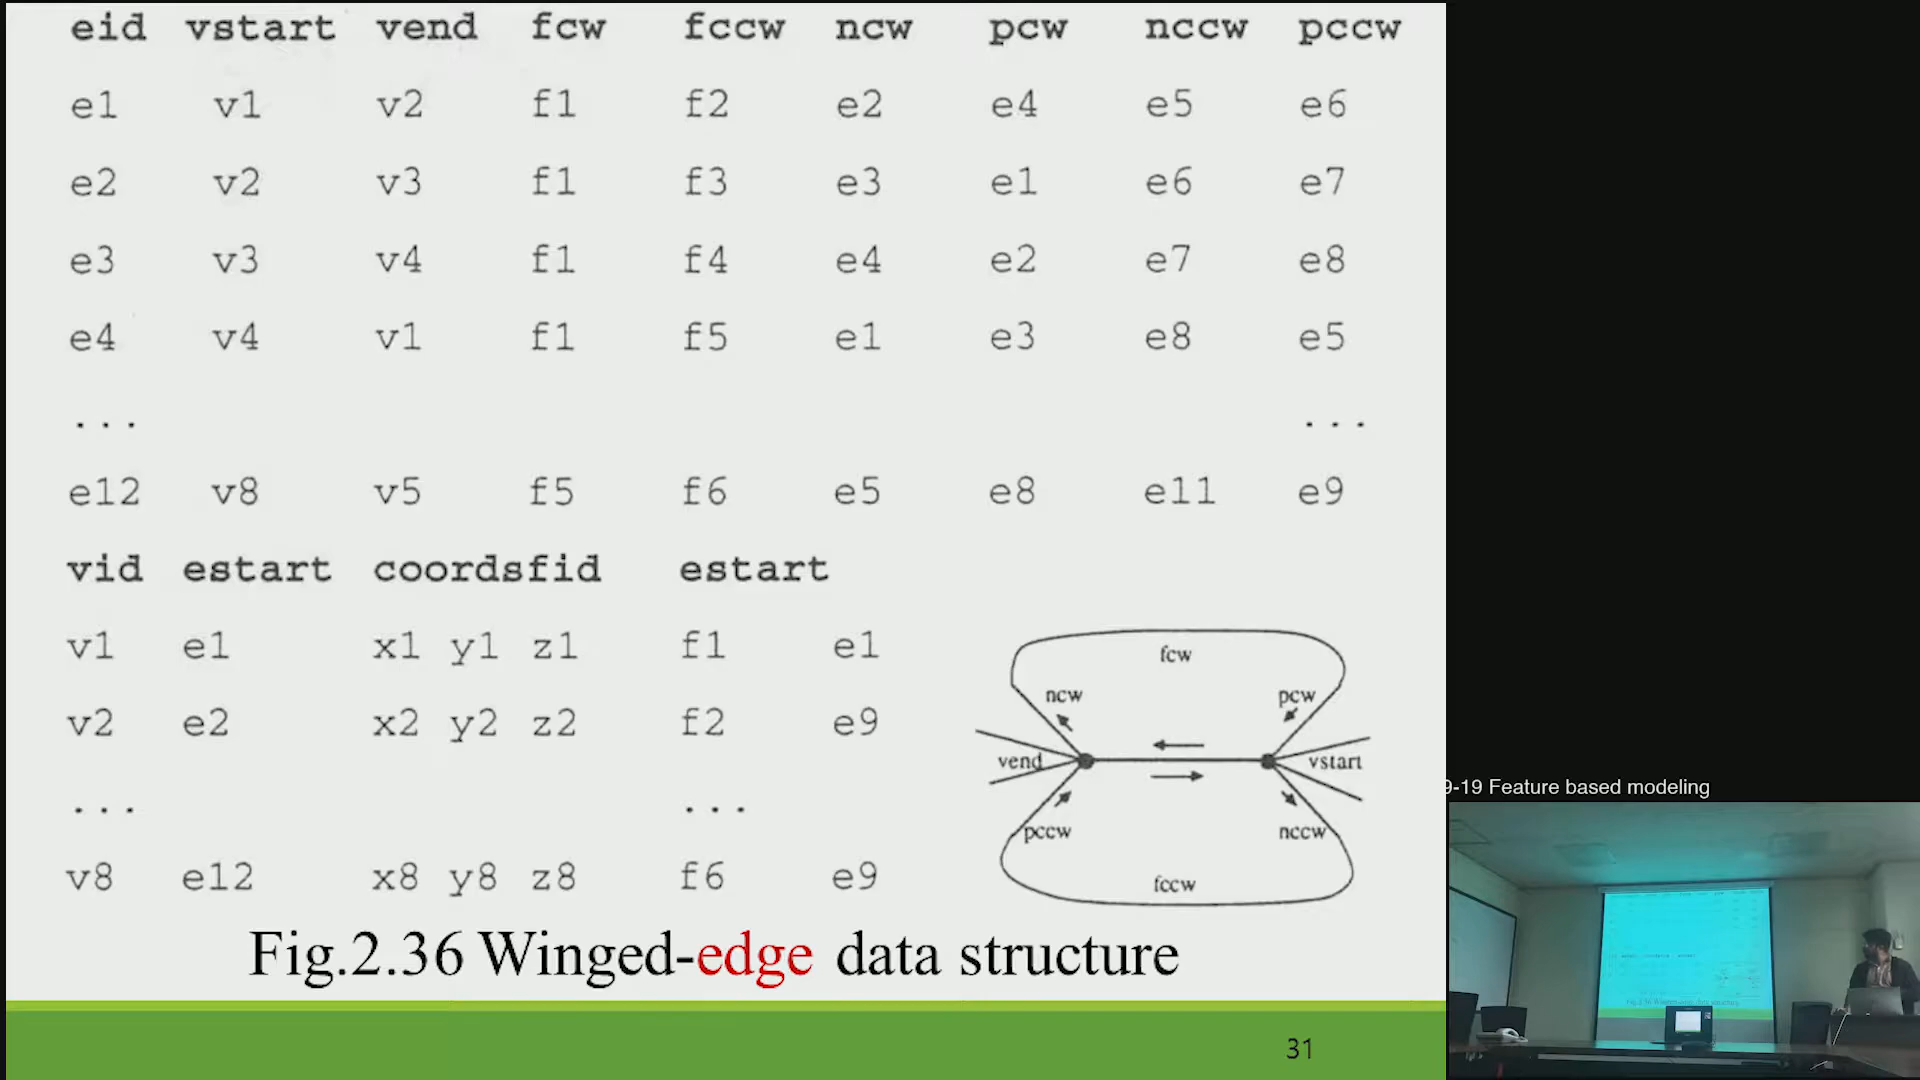 eid vstart vend fcw fccw ncw pcw nccw pccw
e1 v1 v2 f1 f2 e2 e4 e5 e6
e2 v2 v3 f1 f3 e3 e1 e6 e7
e3 v3 v4 f1 f4 e4 e2 e7 e8
e4 v4 v1 f1 f5 e1 e3 e8 e5
... ...
e12 v8 v5 f5 f6 e5 e8 e11 e9
vid estart coordsfid estart
v1 e1 x1 y1 z1 f1 e1
v2 e2 x2 y2 z2 f2 e9
... ...
v8 e12 x8 y8 z8 f6 e9
fcw
ncw pcw
vend vstart
pccw nccw
fccw
Fig.2.36 Winged-edge data structure
31
9-19 Feature based modeling